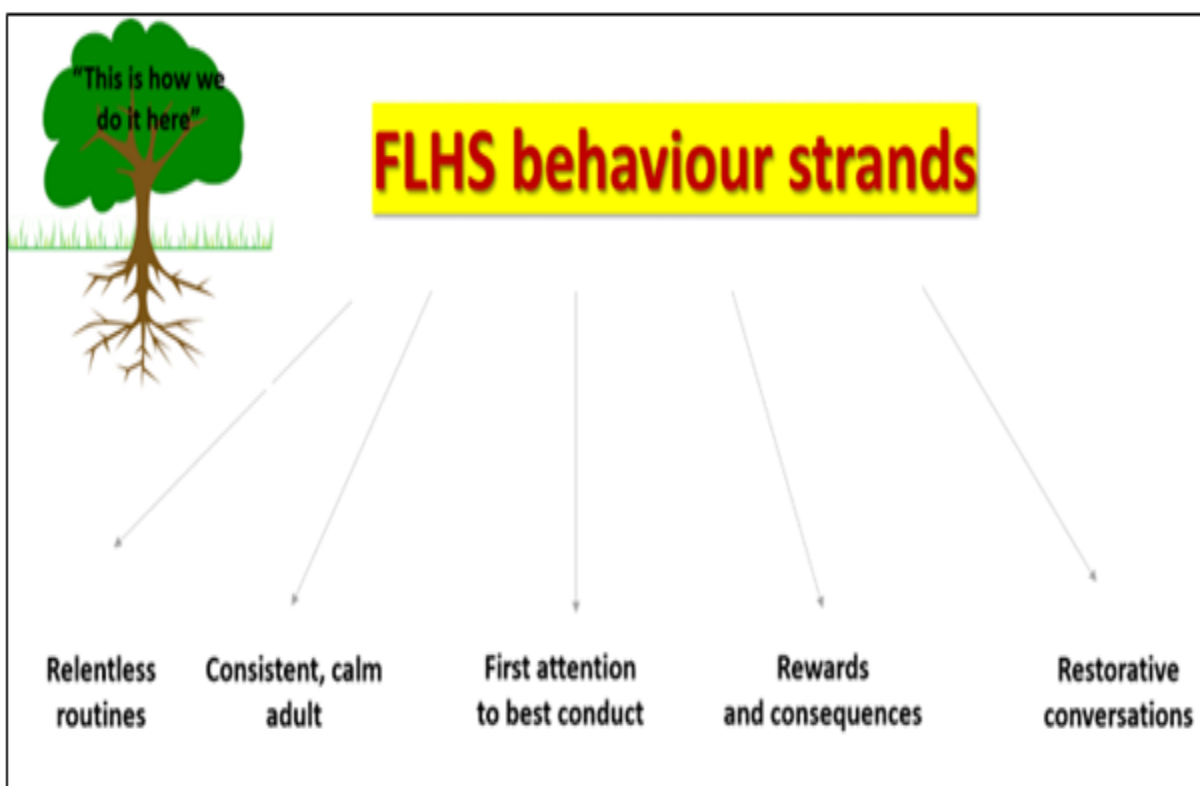 "This is how we
do it here"
FLHS behaviour strands
Relentless
routines
Consistent, calm
adult
First attention
to best conduct
Rewards
and consequences
Restorative
conversations